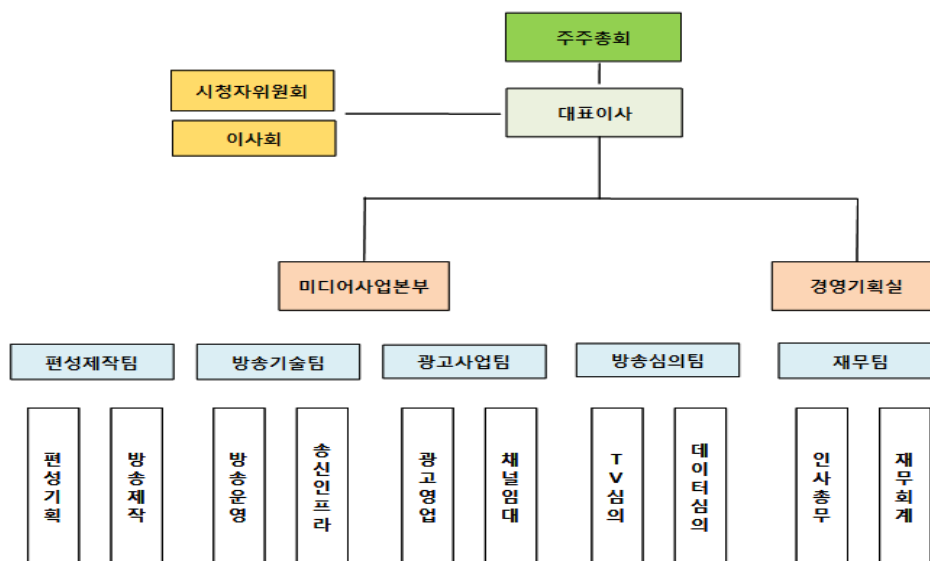 주주총회
시청자위원회
대표이사
이사회
미디어사업본부
경영기획실
편성제작팀
방송기술팀
광고사업팀
방송심의팀
재무팀
편성기획
방송제작
방송운영
송신인프라
광고영업
채널임대
TV심의
데이터심의
인사총무
재무회계